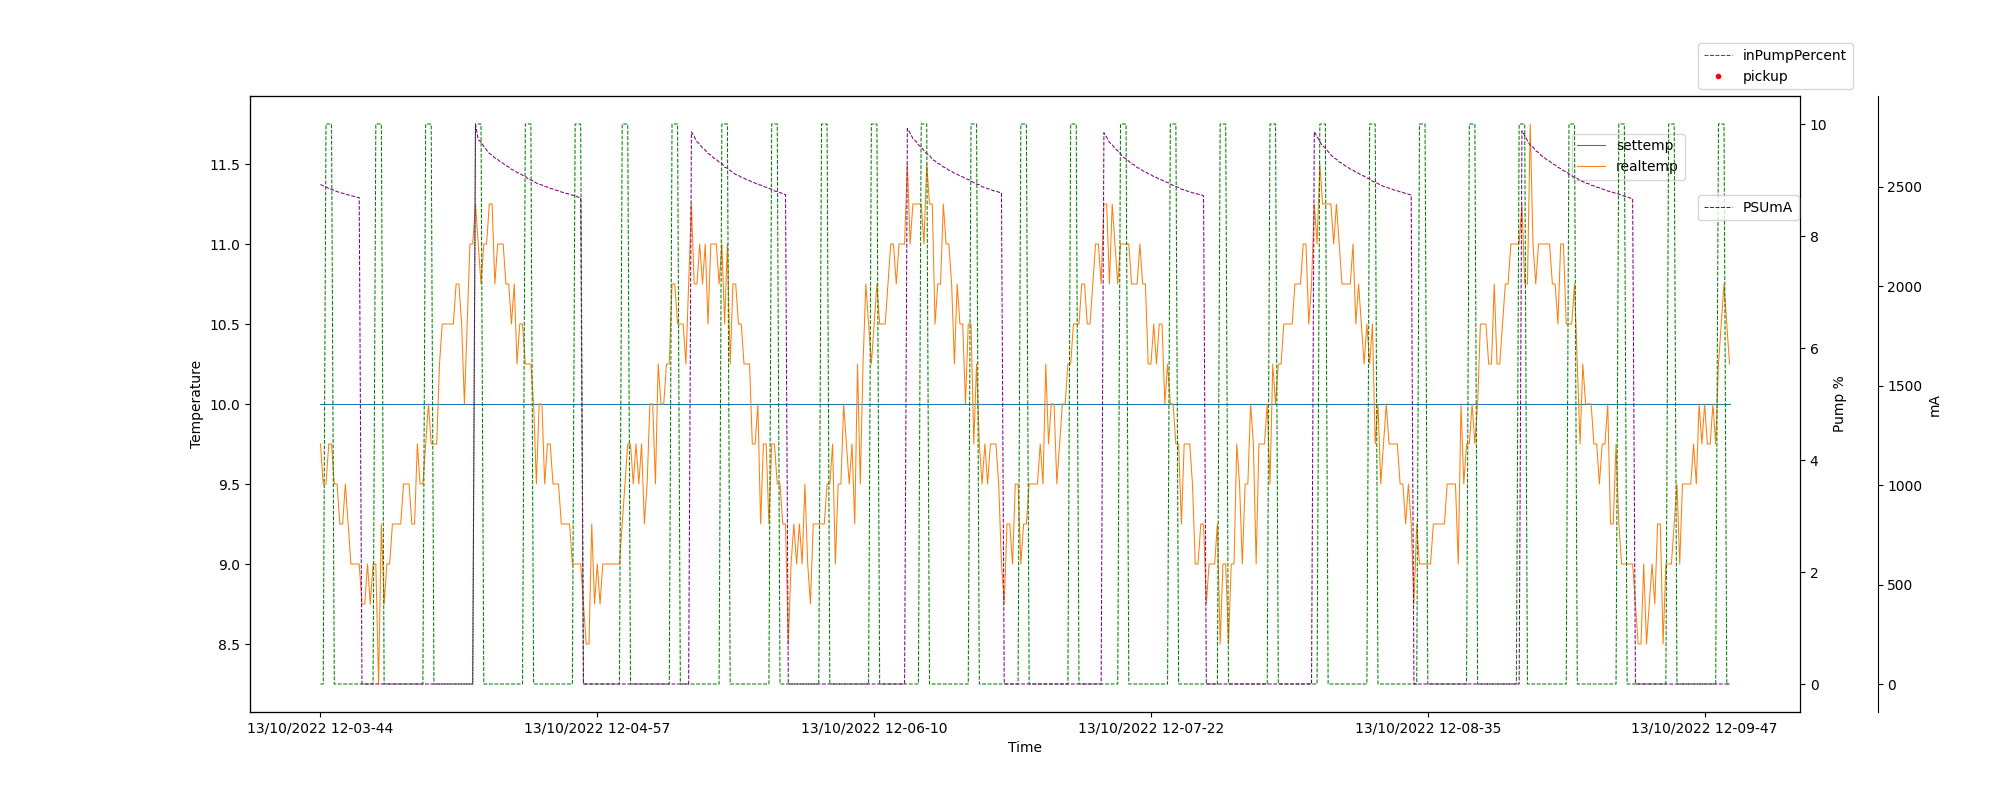 inPumpPercent
pickup
settemp
realtemp
PSUmA
11.5
11.0
10.5
10.0
9.5
9.0
8.5
Temperature
10
8
6
4
2
0
Pump %
2500
2000
1500
1000
500
0
mA
13/10/2022 12-03-44
13/10/2022 12-04-57
13/10/2022 12-06-10
13/10/2022 12-07-22
13/10/2022 12-08-35
13/10/2022 12-09-47
Time